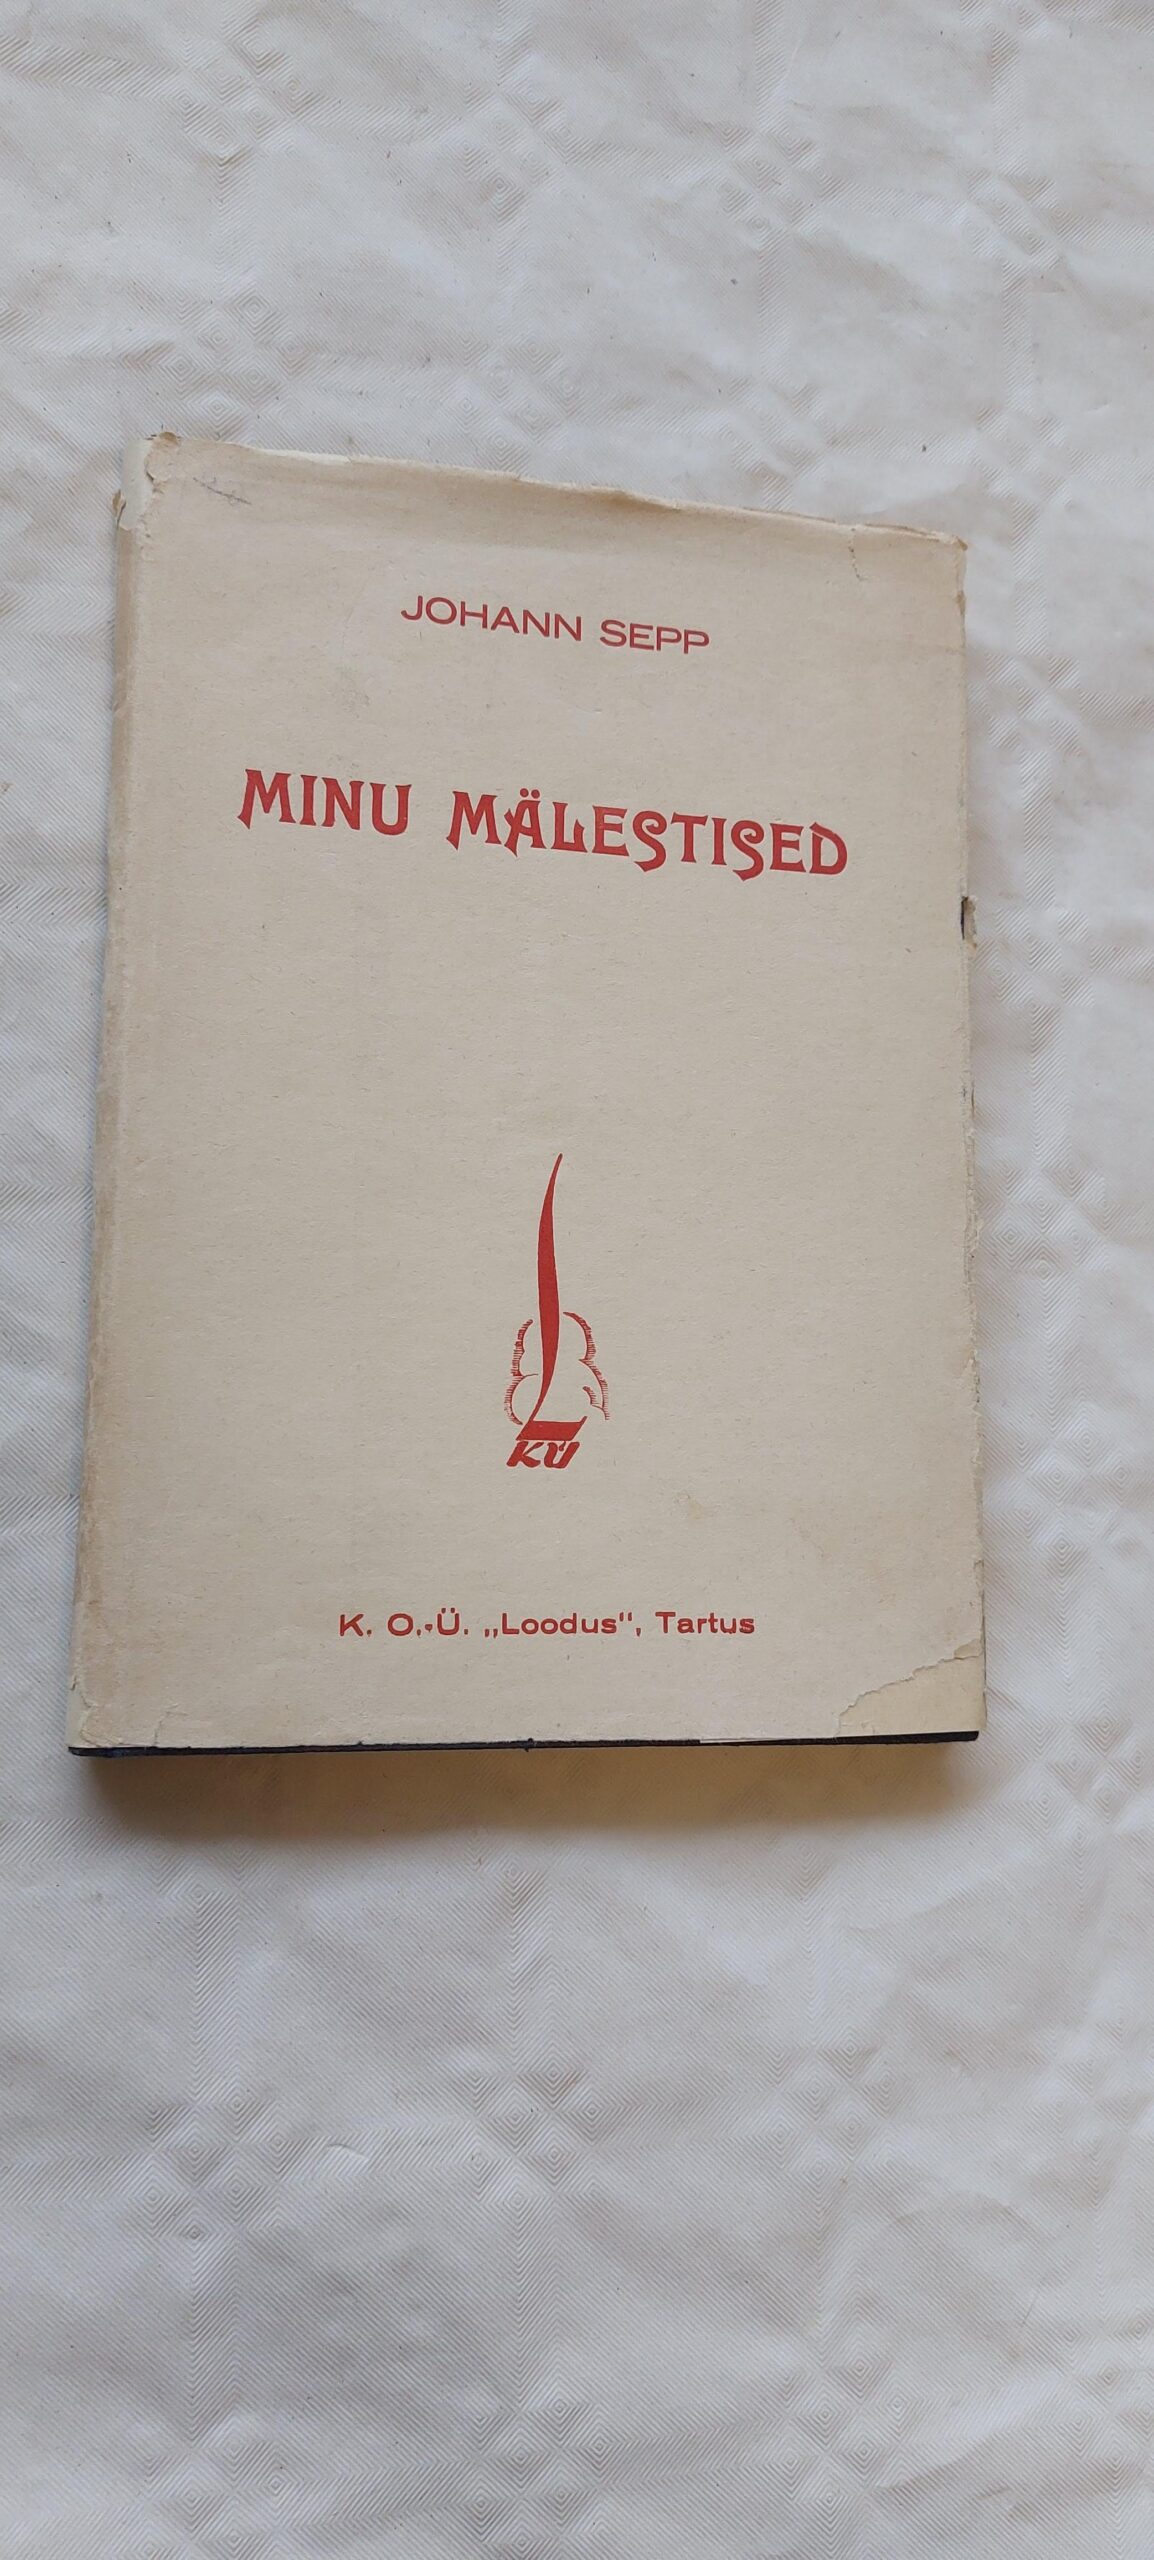 JOHANN SEPP
MINU MÄLESTISED
KÜ
K. O.-Ü. „Loodus“, Tartus